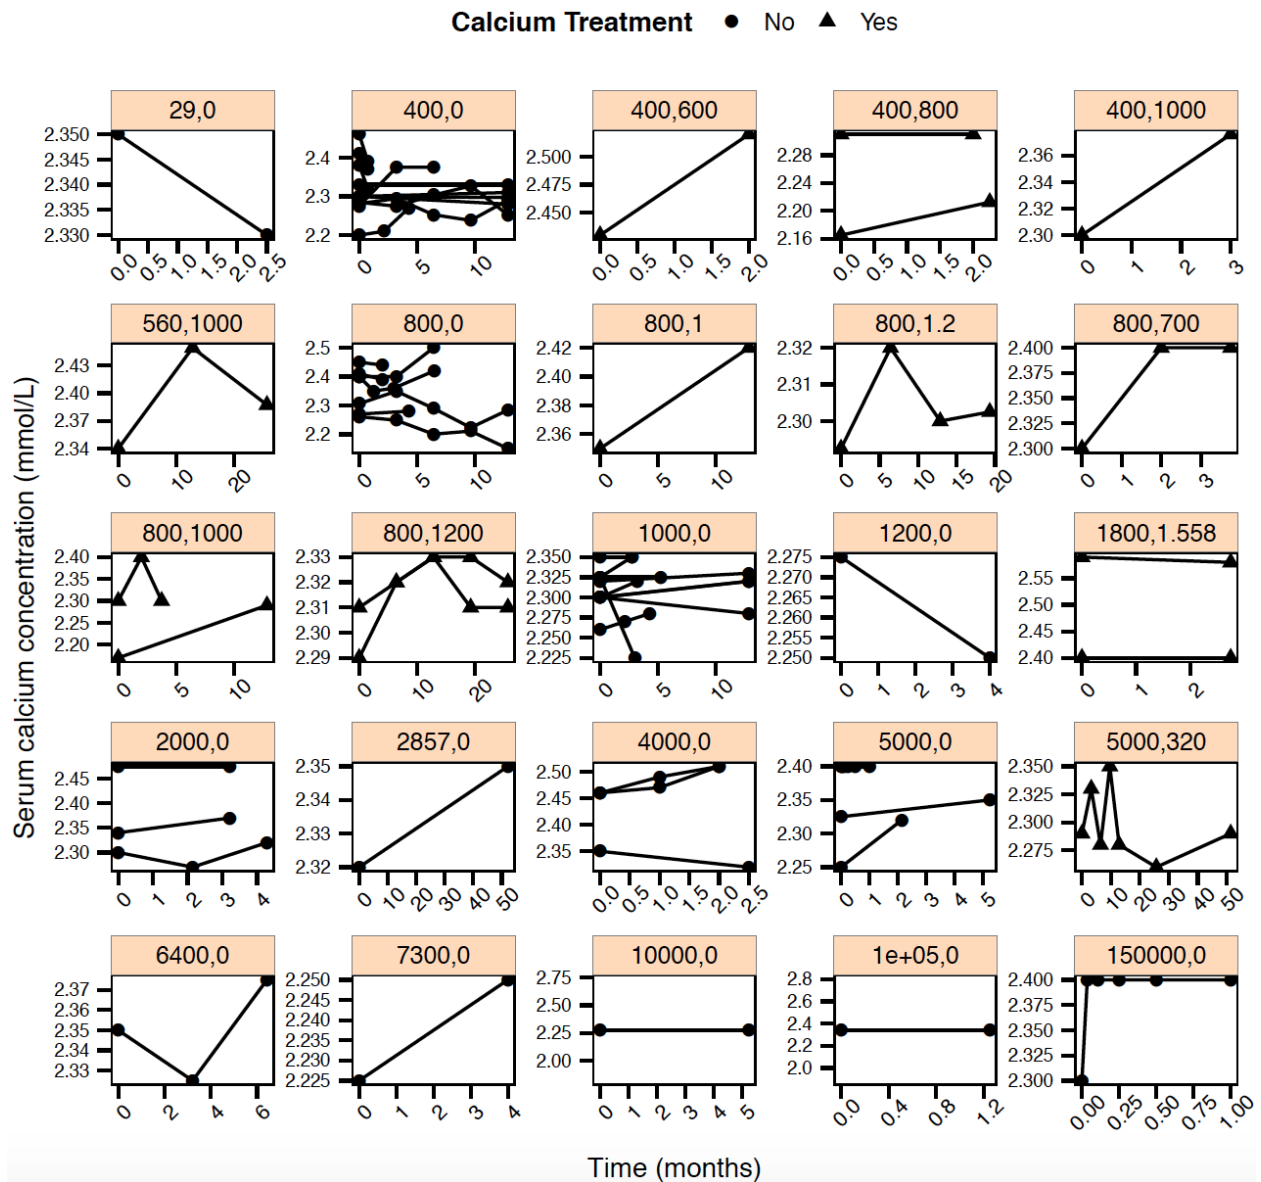 Calcium Treatment No Yes
Serum calcium concentration (mmol/L)
29,0 400,0 400,600 400,800 400,1000
2.350 2.345 2.340 2.335 2.330
2.4 2.3 2.2
2.500 2.475 2.450
2.28 2.24 2.20 2.16
2.36 2.34 2.32 2.30
0.0 0.5 1.0 1.5 2.0 2.5
0 5 10
0.0 0.5 1.0 1.5 2.0
0.0 0.5 1.0 1.5 2.0
0 1 2 3
560,1000 800,0 800,1 800,1.2 800,700
2.43 2.40 2.37 2.34
2.5 2.4 2.3 2.2
2.42 2.40 2.38 2.36
2.32 2.31 2.30
2.400 2.375 2.350 2.325 2.300
0 10 20
0 5 10
0 5 10
0 5 10 15 20
0 1 2 3
800,1000 800,1200 1000,0 1200,0 1800,1.558
2.40 2.35 2.30 2.25 2.20
2.33 2.32 2.31 2.30 2.29
2.350 2.325 2.300 2.275 2.250 2.225
2.275 2.270 2.265 2.260 2.255 2.250
2.55 2.50 2.45 2.40
0 5 10
0 10 20
0 5 10
0 1 2 3 4
0 1 2
2000,0 2857,0 4000,0 5000,0 5000,320
2.45 2.40 2.35 2.30
2.35 2.34 2.33 2.32
2.50 2.45 2.40 2.35
2.40 2.35 2.30 2.25
2.350 2.325 2.300 2.275
0 1 2 3 4
0 10 20 30 40 50
0.0 0.5 1.0 1.5 2.0 2.5
0 1 2 3 4 5
0 10 20 30 40 50
6400,0 7300,0 10000,0 1e+05,0 150000,0
2.37 2.36 2.35 2.34 2.33
2.250 2.245 2.240 2.235 2.230 2.225
2.75 2.50 2.25 2.00
2.8 2.6 2.4 2.2 2.0
2.400 2.375 2.350 2.325 2.300
0 2 4 6
0 1 2 3 4
0 1 2 3 4 5
0.0 0.4 0.8 1.2
0.00 0.25 0.50 0.75 1.00
Time (months)